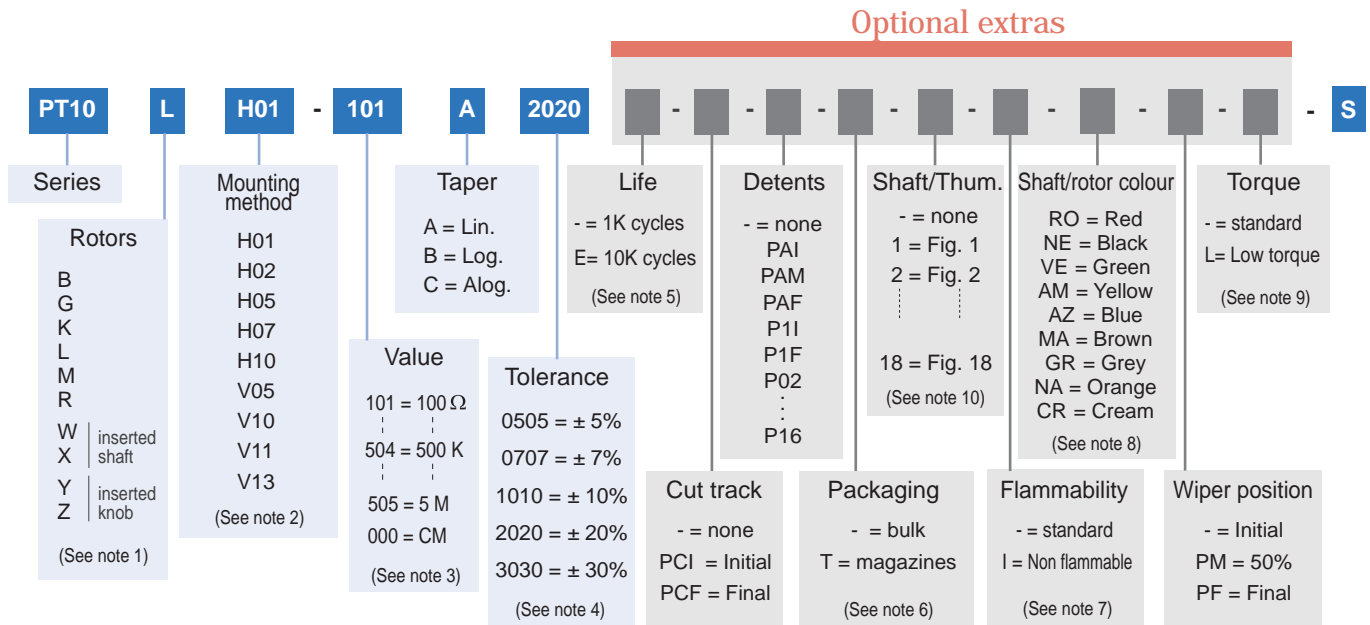 Optional extras
PT10 L H01 - 101 A 2020 - - - - - - - - - S
Series
Rotors
B
G
K
L
M
R
W
X
inserted
shaft
Y
Z
inserted
knob
(See note 1)
Mounting
method
H01
H02
H05
H07
H10
V05
V10
V11
V13
(See note 2)
Value
101 = 100 Ω
504 = 500 K
505 = 5 M
000 = CM
(See note 3)
Taper
A = Lin.
B = Log.
C = Alog.
Tolerance
0505 = ± 5%
0707 = ± 7%
1010 = ± 10%
2020 = ± 20%
3030 = ± 30%
(See note 4)
Life
- = 1K cycles
E= 10K cycles
(See note 5)
Cut track
- = none
PCI = Initial
PCF = Final
Detents
- = none
PAI
PAM
PAF
P1I
P1F
P02
P16
Packaging
- = bulk
T = magazines
(See note 6)
Shaft/Thum.
- = none
1 = Fig. 1
2 = Fig. 2
18 = Fig. 18
(See note 10)
Flammability
- = standard
I = Non flammable
(See note 7)
Shaft/rotor colour
RO = Red
NE = Black
VE = Green
AM = Yellow
AZ = Blue
MA = Brown
GR = Grey
NA = Orange
CR = Cream
(See note 8)
Wiper position
- = Initial
PM = 50%
PF = Final
Torque
- = standard
L= Low torque
(See note 9)